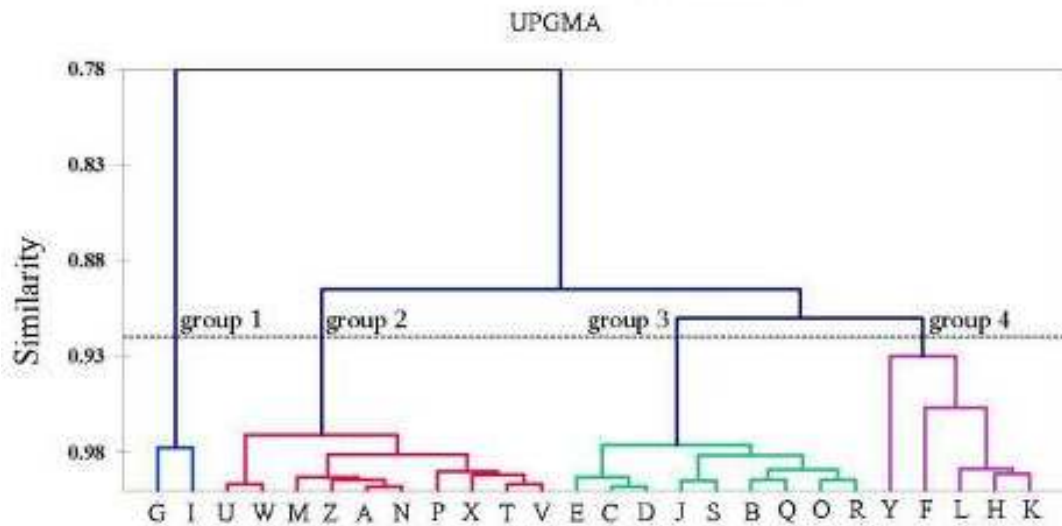 UPGMA
0.78
0.83
0.88
0.93
0.98
Similarity
group 1 group 2 group 3 group 4
G I U W M Z A N P X T V E C D J S B Q O R Y F L H K